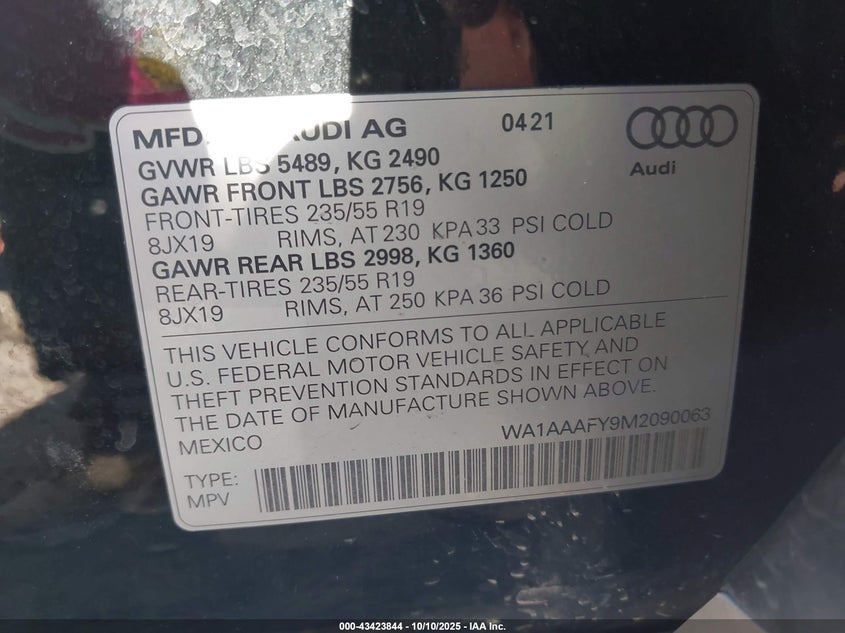 MFD. AUDI AG 0421
Audi
GVWR LBS 5489, KG 2490
GAWR FRONT LBS 2756, KG 1250
FRONT-TIRES 235/55 R19
8JX19 RIMS, AT 230 KPA 33 PSI COLD
GAWR REAR LBS 2998, KG 1360
REAR-TIRES 235/55 R19
8JX19 RIMS, AT 250 KPA 36 PSI COLD
THIS VEHICLE CONFORMS TO ALL APPLICABLE
U.S. FEDERAL MOTOR VEHICLE SAFETY AND
THEFT PREVENTION STANDARDS IN EFFECT ON
THE DATE OF MANUFACTURE SHOWN ABOVE.
MEXICO WA1AAAFY9M2090063
TYPE:
MPV
000-43423844 - 10/10/2025 - IAA Inc.